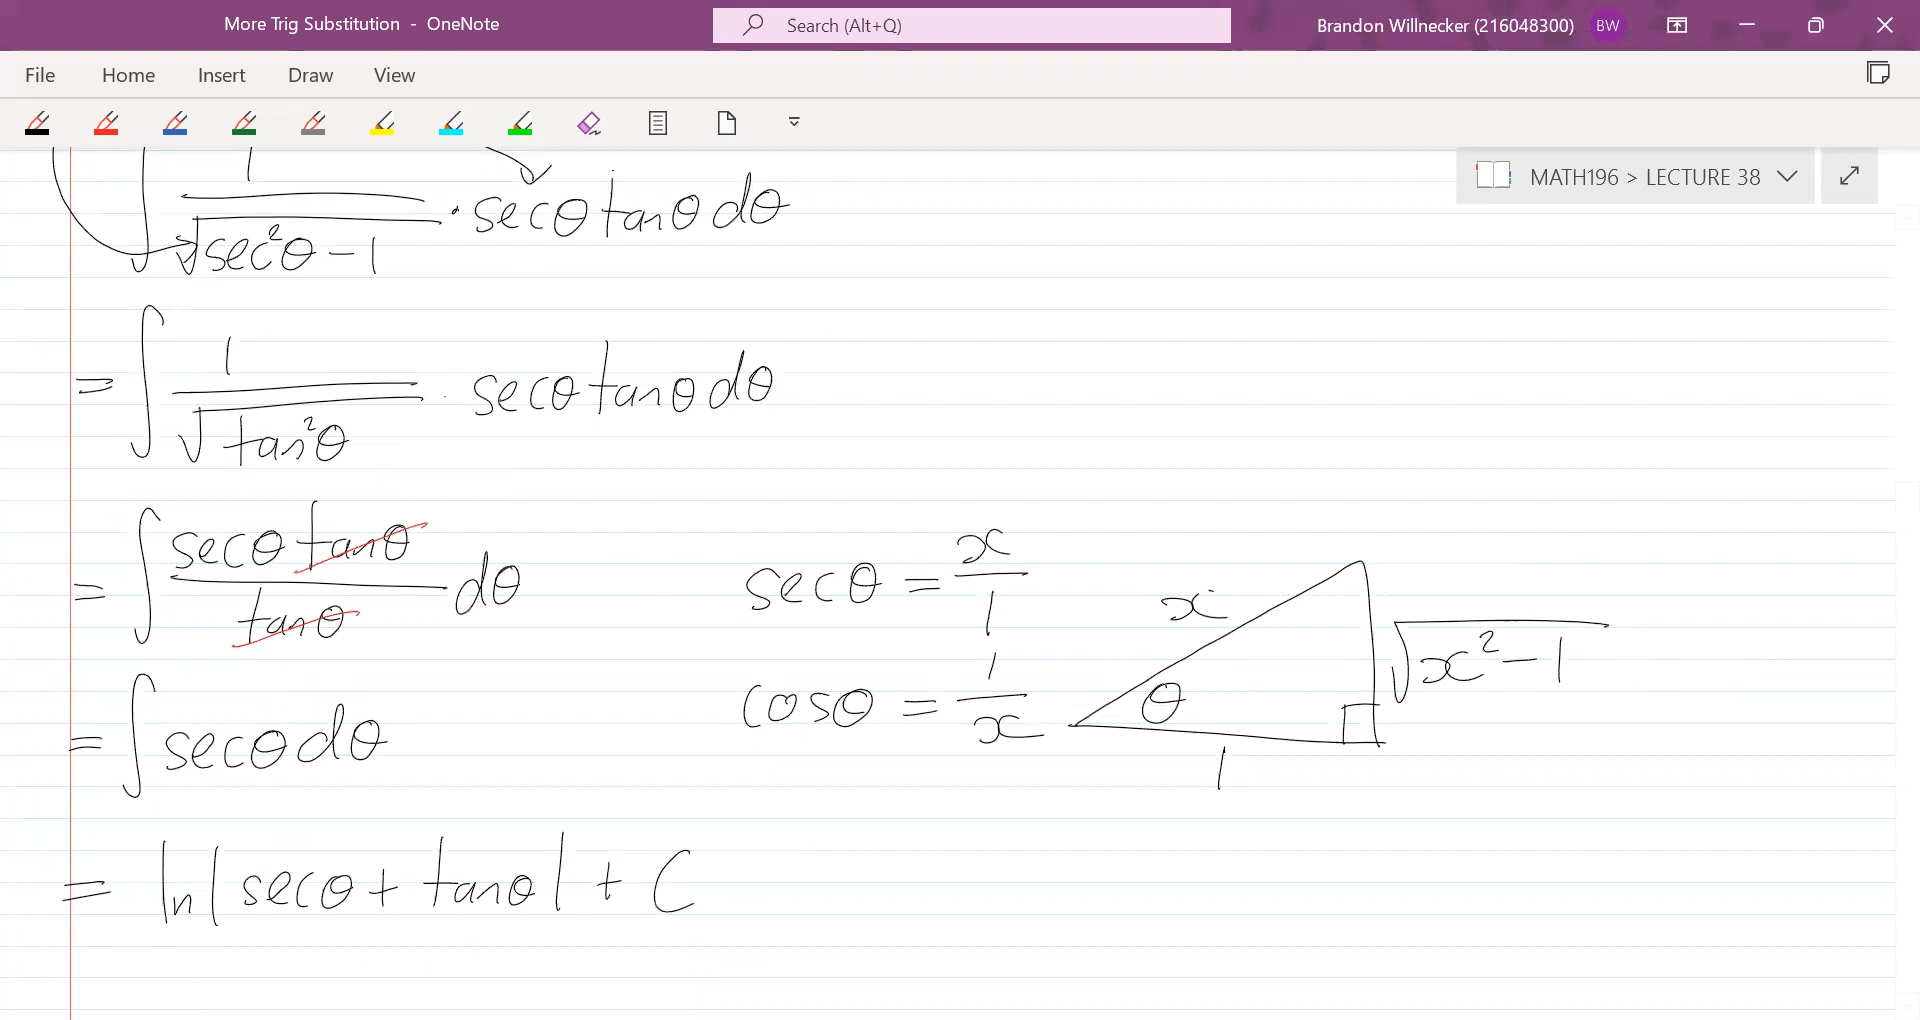 More Trig Substitution - OneNote
Search (Alt+Q)
Brandon Willnecker (216048300) BW
File Home Insert Draw View
MATH196 > LECTURE 38
∫ 1/√(sec²θ − 1) · secθ tanθ dθ
= ∫ 1/√(tan²θ) · secθ tanθ dθ
= ∫ (secθ tanθ)/(tanθ) dθ
secθ = x/1
cosθ = 1/x
x
θ
1
√(x² − 1)
= ∫ secθ dθ
= ln|secθ + tanθ| + C